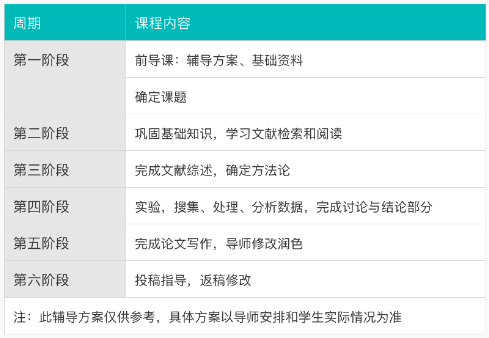 周期 课程内容
第一阶段 前导课：辅导方案、基础资料
确定课题
第二阶段 巩固基础知识，学习文献检索和阅读
第三阶段 完成文献综述，确定方法论
第四阶段 实验，搜集、处理、分析数据，完成讨论与结论部分
第五阶段 完成论文写作，导师修改润色
第六阶段 投稿指导，返稿修改
注：此辅导方案仅供参考，具体方案以导师安排和学生实际情况为准